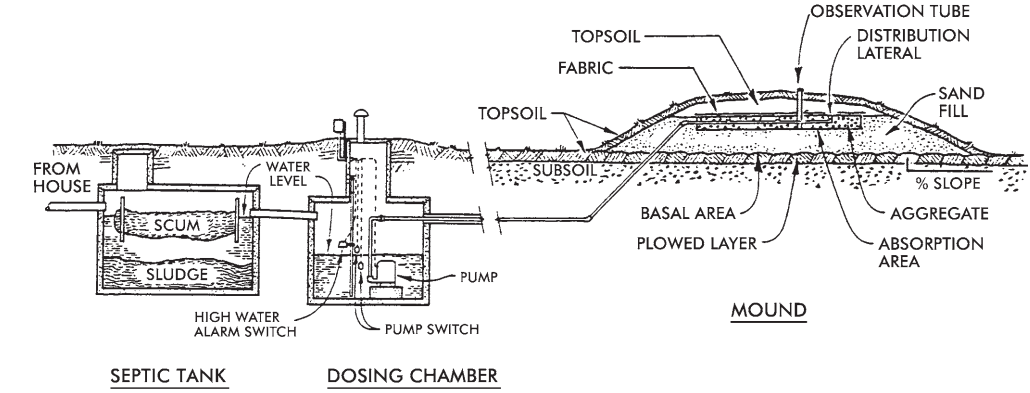 OBSERVATION TUBE
TOPSOIL
DISTRIBUTION
LATERAL
FABRIC
SAND
FILL
TOPSOIL
FROM
HOUSE
WATER
LEVEL
SUBSOIL
% SLOPE
SCUM
BASAL AREA
AGGREGATE
PLOWED LAYER
ABSORPTION
AREA
SLUDGE
PUMP
HIGH WATER
ALARM SWITCH
PUMP SWITCH
MOUND
SEPTIC TANK
DOSING CHAMBER